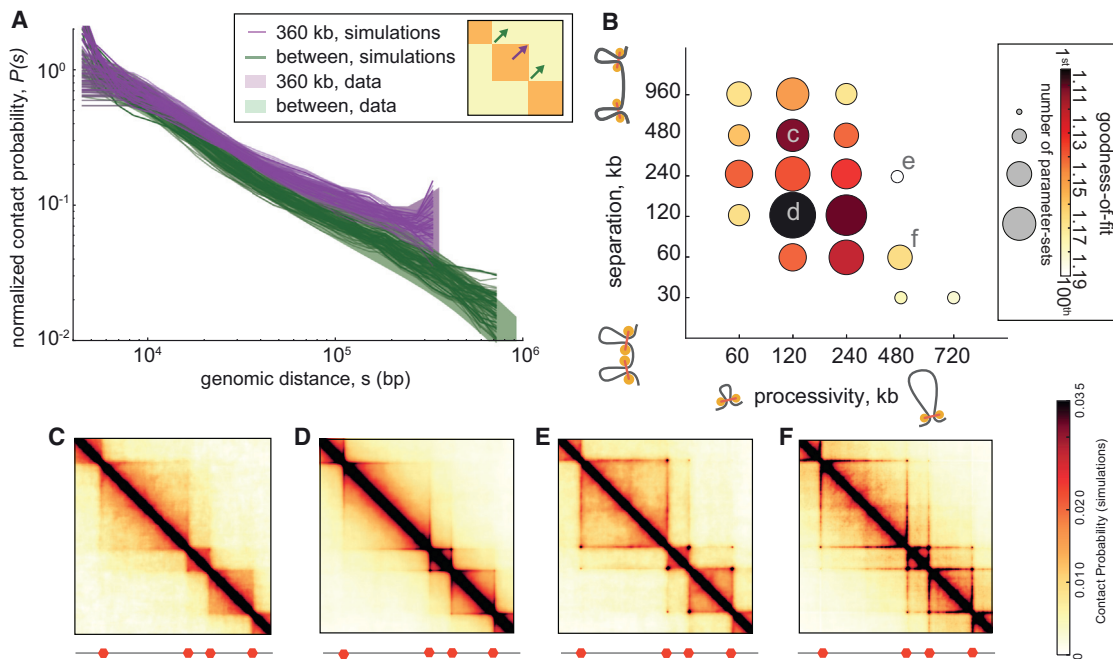 A
normalized contact probability, P(s)
10^0
10^-1
10^-2
10^4
10^5
10^6
genomic distance, s (bp)
360 kb, simulations
between, simulations
360 kb, data
between, data
B
separation, kb
960
480
240
120
60
30
c
d
e
f
60
120
240
480
720
processivity, kb
number of parameter-sets
1st
1.11
1.13
1.15
1.17
1.19
100th
goodness-of-fit
C
D
E
F
0.035
0.020
0.010
0
Contact Probability (simulations)